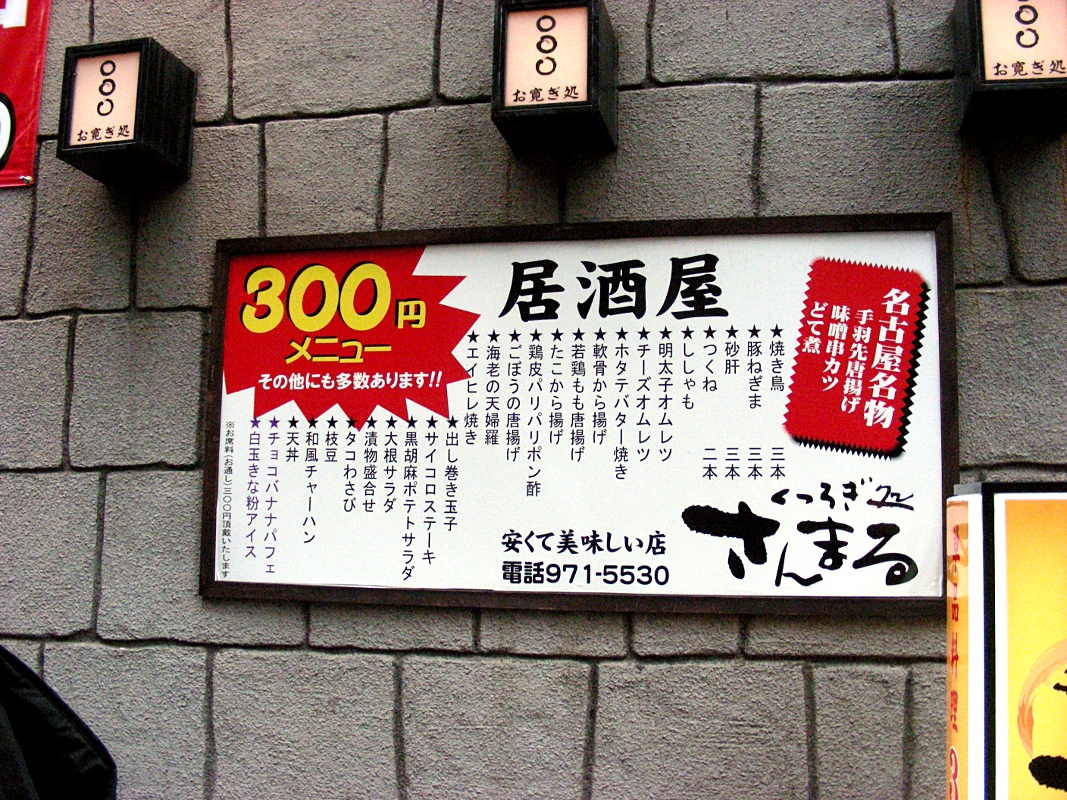 お寛ぎ処
お寛ぎ処
お寛ぎ処
居酒屋
300円
メニュー
その他にも多数あります!!
名古屋名物
手羽先唐揚げ
味噌串カツ
どて煮
★焼き鳥 三本
★豚ねぎま 三本
★砂肝 三本
★つくね 二本
★ししゃも
★明太子オムレツ
★チーズオムレツ
★ホタテバター焼き
★軟骨から揚げ
★若鶏もも唐揚げ
★たこから揚げ
★鶏皮パリパリポン酢
★ごぼうの唐揚げ
★海老の天婦羅
★エイヒレ焼き
★出し巻き玉子
★サイコロステーキ
★黒胡麻ポテトサラダ
★大根サラダ
★漬物盛合せ
★タコわさび
★枝豆
★和風チャーハン
★天丼
★チョコバナナパフェ
★白玉きな粉アイス
※お席料(お通し)三〇〇円頂戴いたします
くつろぎ処
さんまる
安くて美味しい店
電話971-5530